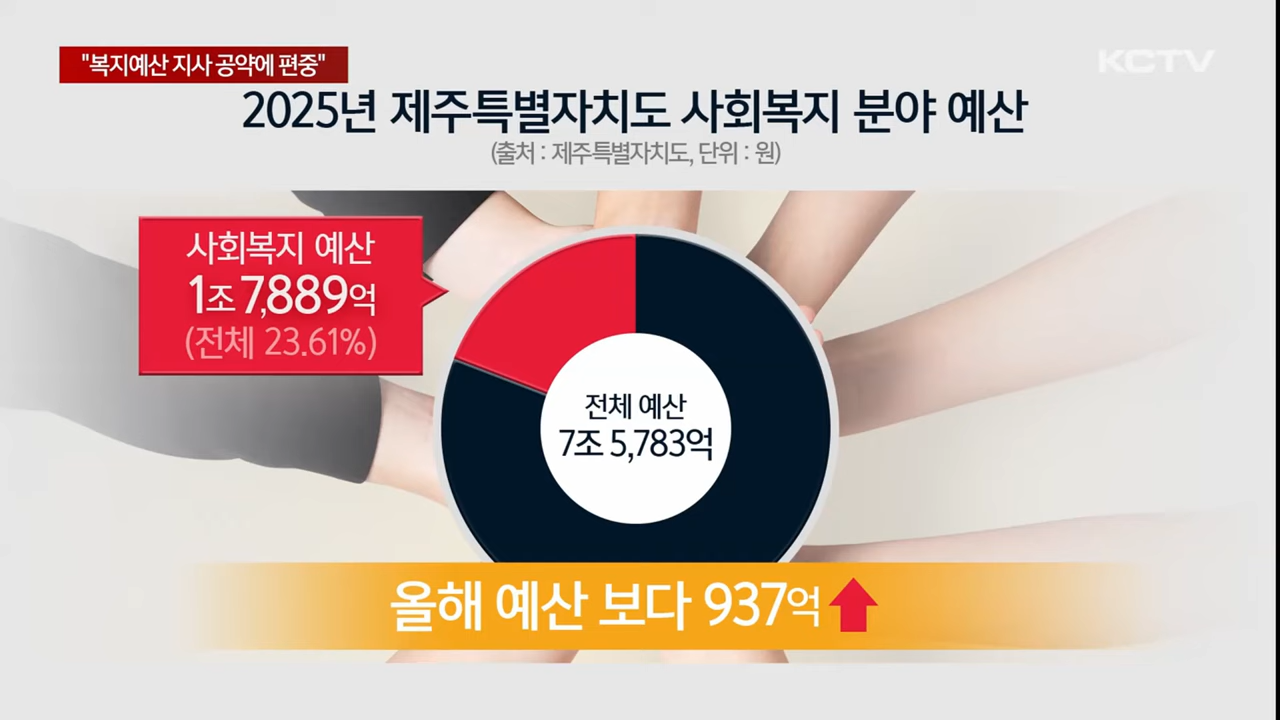 "복지예산 지사 공약에 편중"
KCTV
2025년 제주특별자치도 사회복지 분야 예산
(출처 : 제주특별자치도, 단위 : 원)
사회복지 예산
1조 7,889억
(전체 23.61%)
전체 예산
7조 5,783억
올해 예산 보다 937억